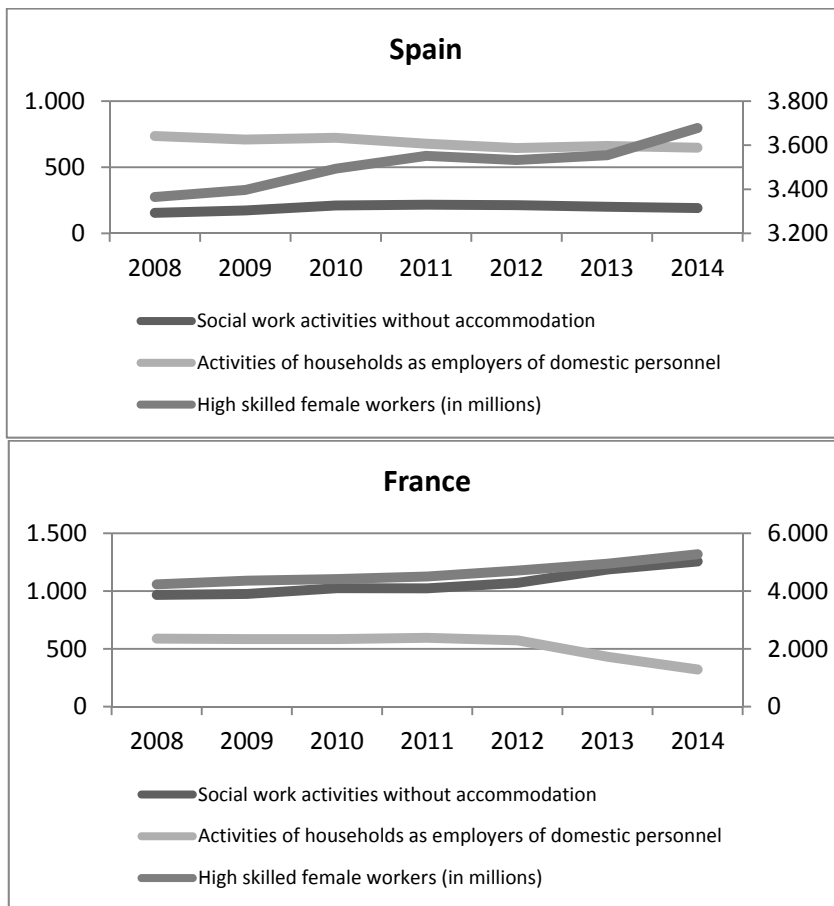 Spain
1.000 3.800
3.600
500
3.400
0 3.200
2008 2009 2010 2011 2012 2013 2014
Social work activities without accommodation
Activities of households as employers of domestic personnel
High skilled female workers (in millions)
France
1.500 6.000
1.000 4.000
500 2.000
0 0
2008 2009 2010 2011 2012 2013 2014
Social work activities without accommodation
Activities of households as employers of domestic personnel
High skilled female workers (in millions)